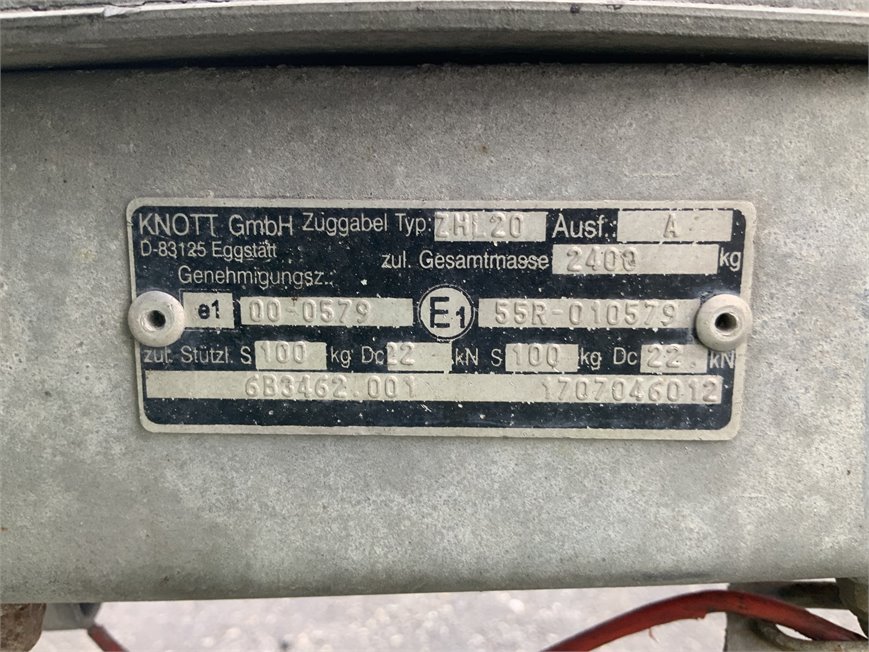 KNOTT GmbH Zuggabel Typ: ZHL20 Ausf.: A
D-83125 Eggstätt
zul. Gesamtmasse 2400 kg
Genehmigungsz.:
e1 00-0579 E1 55R-010579
zul. Stützl. S 100 kg Dc 22 kN S 100 kg Dc 22. kN
6B3462.001 1707046012